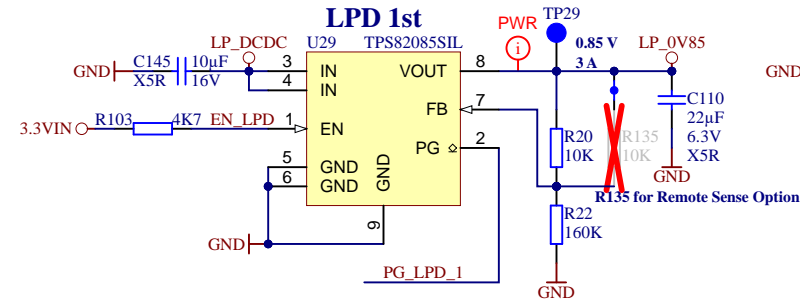 LPD 1st
PWR
i
TP29
LP_DCDC
U29
TPS82085SIL
0.85 V
3 A
LP_0V85
GND
C145
10µF
X5R
16V
3
4
IN
IN
VOUT
8
GND
FB
7
C110
22µF
6.3V
X5R
GND
3.3VIN
R103
4K7
EN_LPD
1
EN
PG
2
R20
10K
R135
10K
5
6
GND
GND
GND
9
R135 for Remote Sense Option
R22
160K
GND
PG_LPD_1
GND